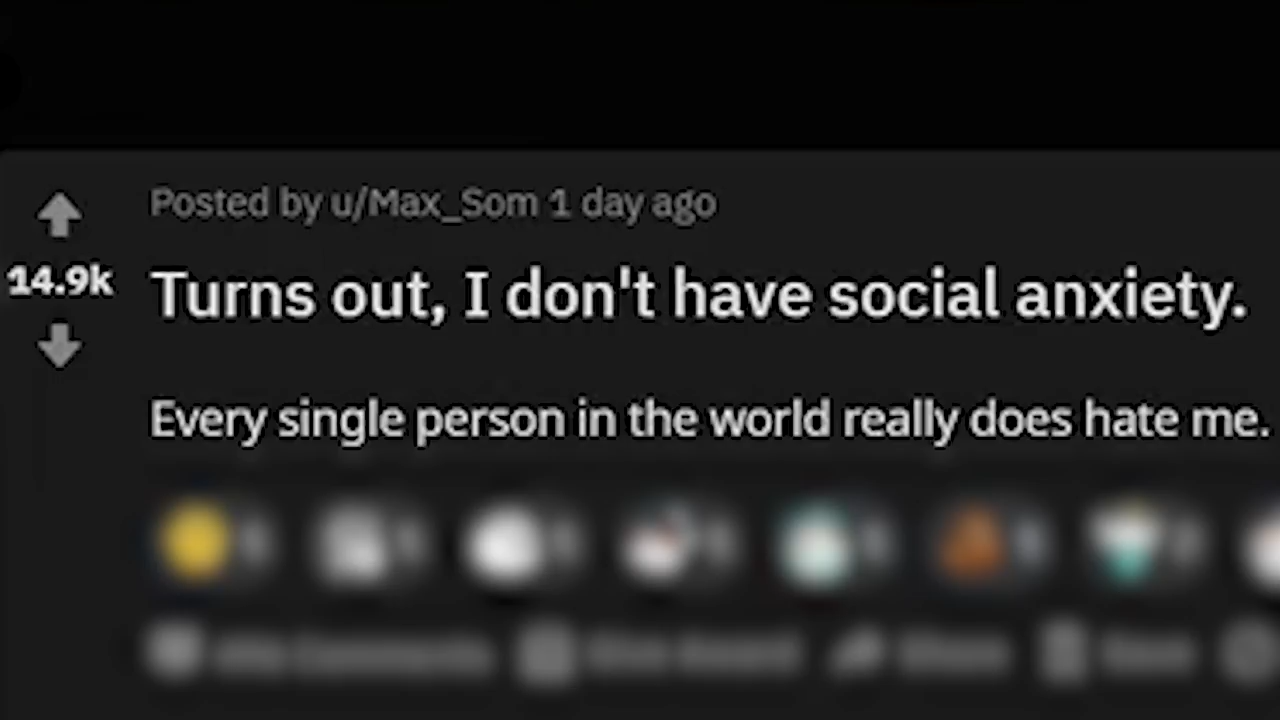 Posted by u/Max_Som 1 day ago
14.9k
Turns out, I don't have social anxiety.
Every single person in the world really does hate me.